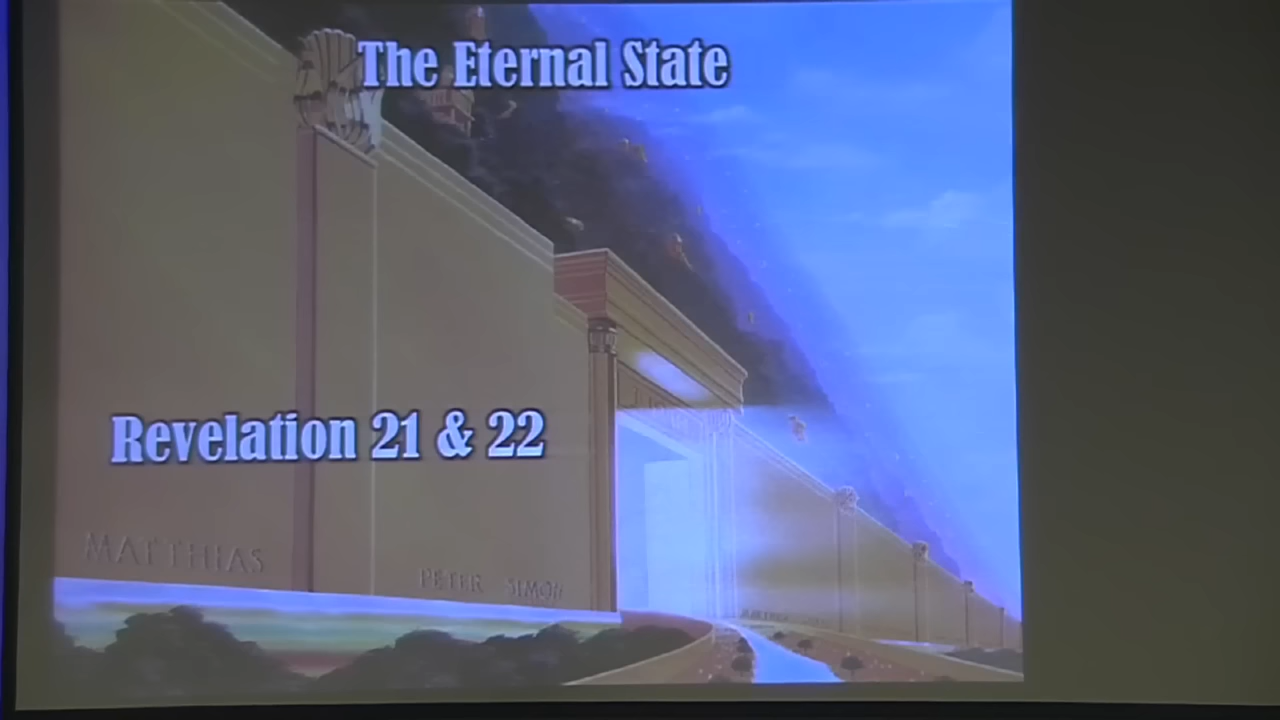 The Eternal State
Revelation 21 & 22
MATTHIAS
PETER SIMON